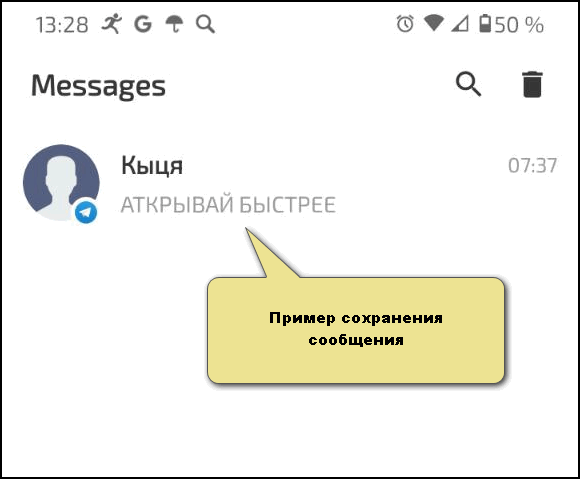 13:28 G 50 %
Messages
Кыця 07:37
АТКРЫВАЙ БЫСТРЕЕ
Пример сохранения
сообщения